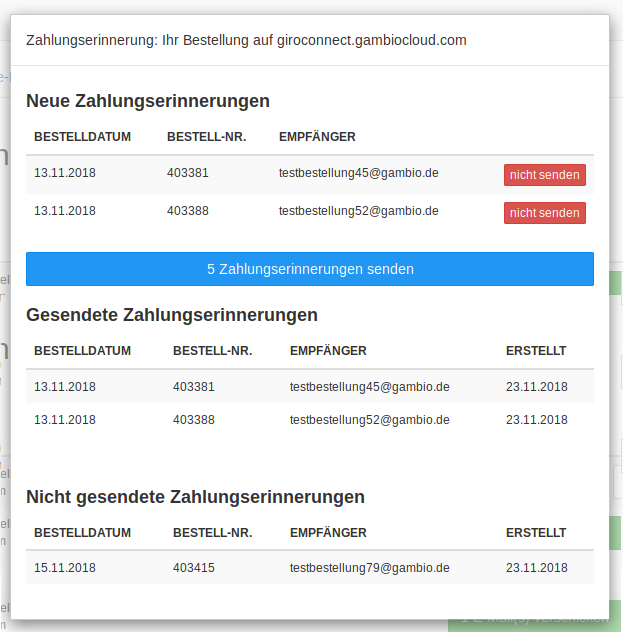 Zahlungserinnerung: Ihr Bestellung auf giroconnect.gambiocloud.com
Neue Zahlungserinnerungen
BESTELLDATUM BESTELL-NR. EMPFÄNGER
13.11.2018 403381 testbestellung45@gambio.de nicht senden
13.11.2018 403388 testbestellung52@gambio.de nicht senden
5 Zahlungserinnerungen senden
Gesendete Zahlungserinnerungen
BESTELLDATUM BESTELL-NR. EMPFÄNGER ERSTELLT
13.11.2018 403381 testbestellung45@gambio.de 23.11.2018
13.11.2018 403388 testbestellung52@gambio.de 23.11.2018
Nicht gesendete Zahlungserinnerungen
BESTELLDATUM BESTELL-NR. EMPFÄNGER ERSTELLT
15.11.2018 403415 testbestellung79@gambio.de 23.11.2018